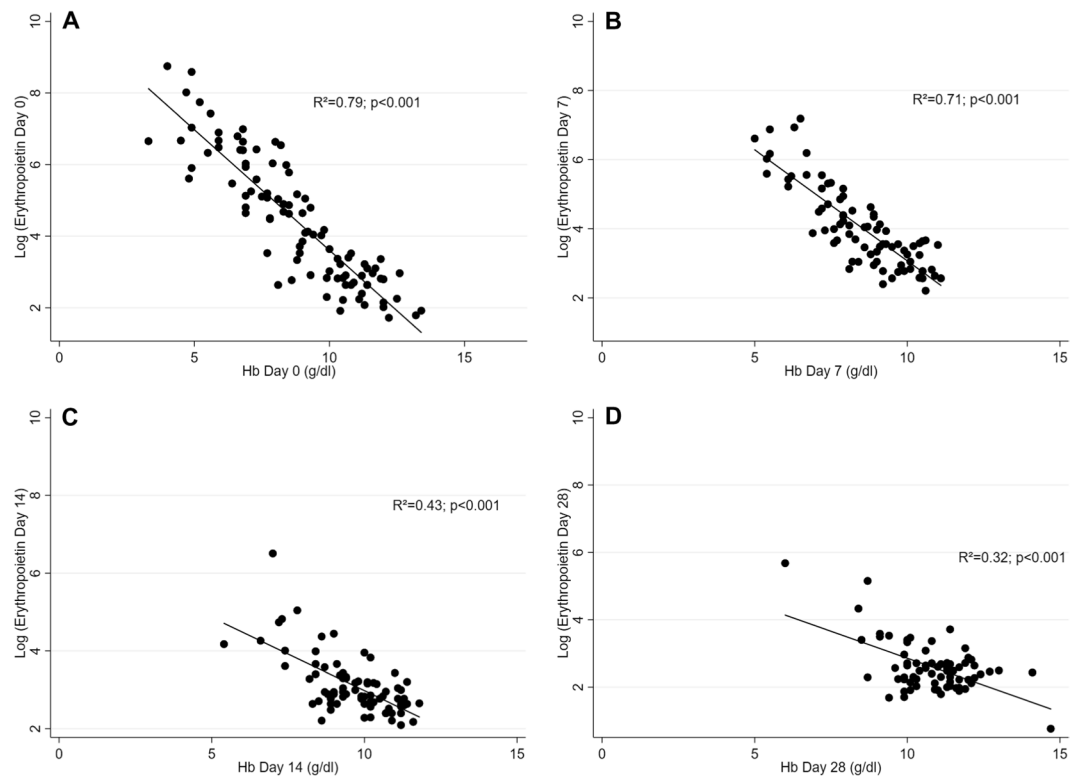 A
10
8
6
4
2
Log (Erythropoietin Day 0)
R²=0.79; p<0.001
0 5 10 15
Hb Day 0 (g/dl)
B
10
8
6
4
2
Log (Erythropoietin Day 7)
R²=0.71; p<0.001
0 5 10 15
Hb Day 7 (g/dl)
C
10
8
6
4
2
Log (Erythropoietin Day 14)
R²=0.43; p<0.001
0 5 10 15
Hb Day 14 (g/dl)
D
10
8
6
4
2
Log (Erythropoietin Day 28)
R²=0.32; p<0.001
0 5 10 15
Hb Day 28 (g/dl)